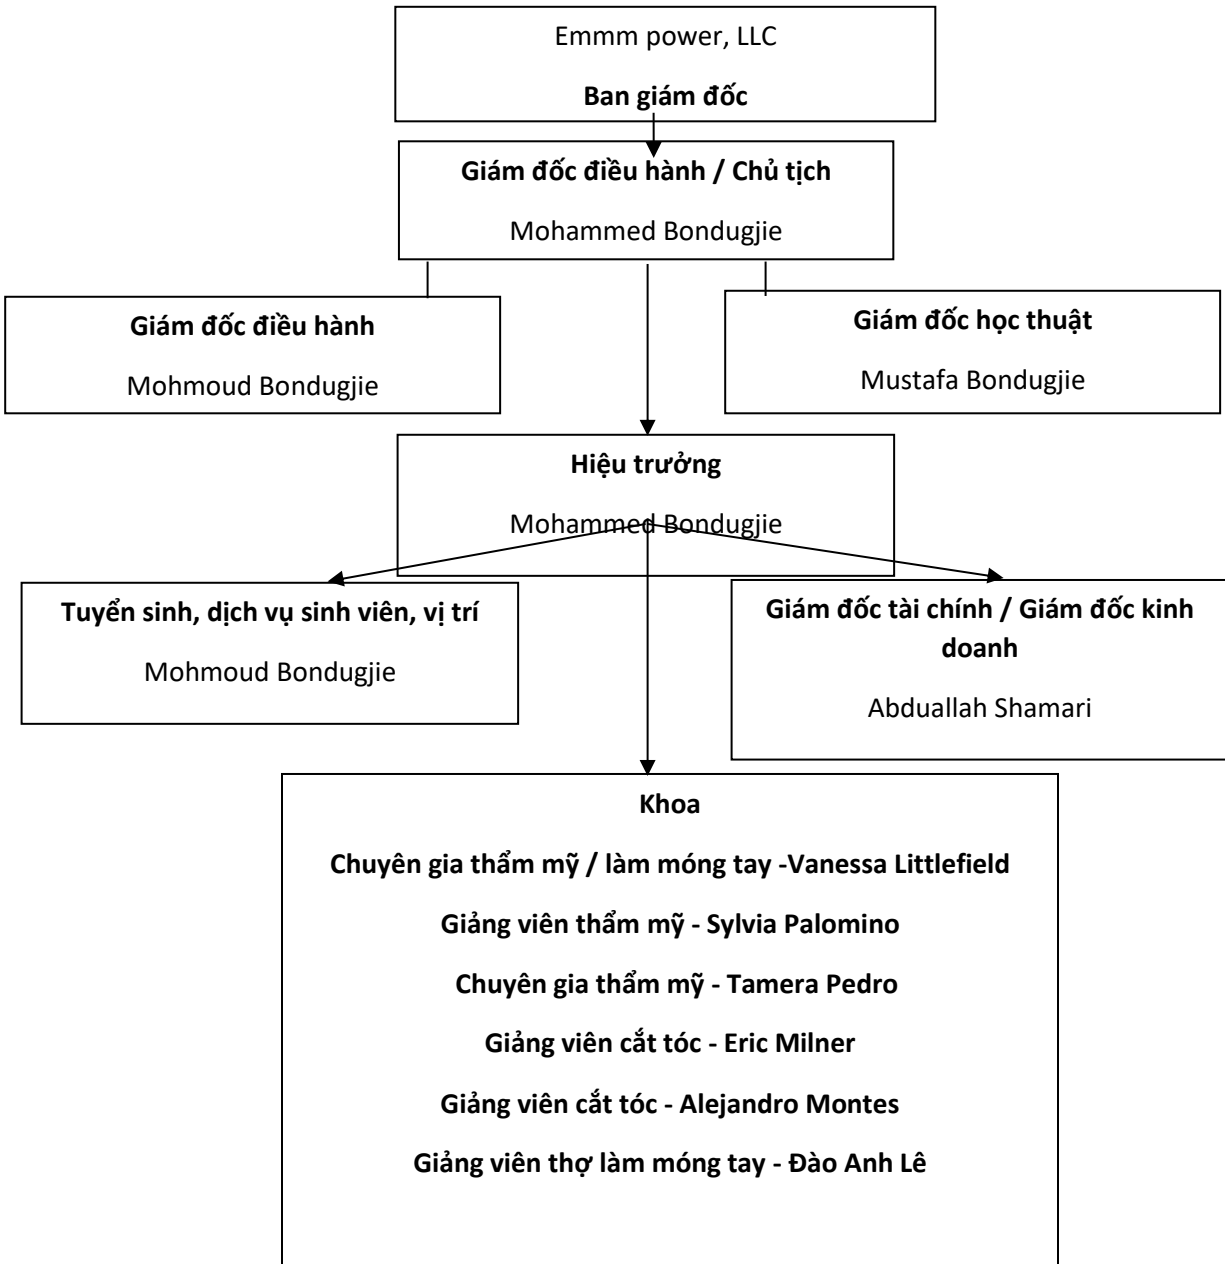 Emmm power, LLC
Ban giám đốc
Giám đốc điều hành / Chủ tịch
Mohammed Bondugjie
Giám đốc điều hành
Mohmoud Bondugjie
Giám đốc học thuật
Mustafa Bondugjie
Hiệu trưởng
Mohammed Bondugjie
Tuyển sinh, dịch vụ sinh viên, vị trí
Mohmoud Bondugjie
Giám đốc tài chính / Giám đốc kinh
doanh
Abduallah Shamari
Khoa
Chuyên gia thẩm mỹ / làm móng tay -Vanessa Littlefield
Giảng viên thẩm mỹ - Sylvia Palomino
Chuyên gia thẩm mỹ - Tamera Pedro
Giảng viên cắt tóc - Eric Milner
Giảng viên cắt tóc - Alejandro Montes
Giảng viên thợ làm móng tay - Đào Anh Lê